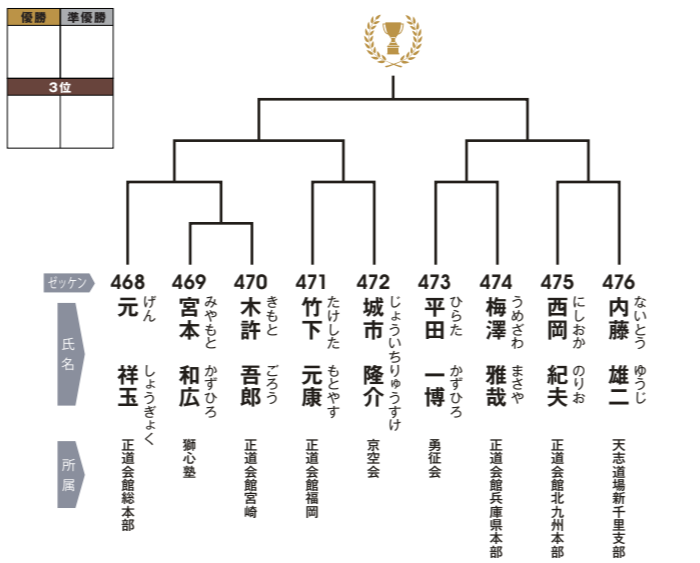 優勝
準優勝
3位
ゼッケン
468
469
470
471
472
473
474
475
476
氏名
元 祥玉
げん しょうぎょく
宮本 和広
みやもと かずひろ
木許 吾郎
きもと ごろう
竹下 元康
たけした もとやす
城市 隆介
じょういちりゅうすけ
平田 一博
ひらた かずひろ
梅澤 雅哉
うめざわ まさや
西岡 紀夫
にしおか のりお
内藤 雄二
ないとう ゆうじ
所属
正道会館総本部
獅心塾
正道会館宮崎
正道会館福岡
京空会
勇征会
正道会館兵庫県本部
正道会館北九州本部
天志道場新千里支部